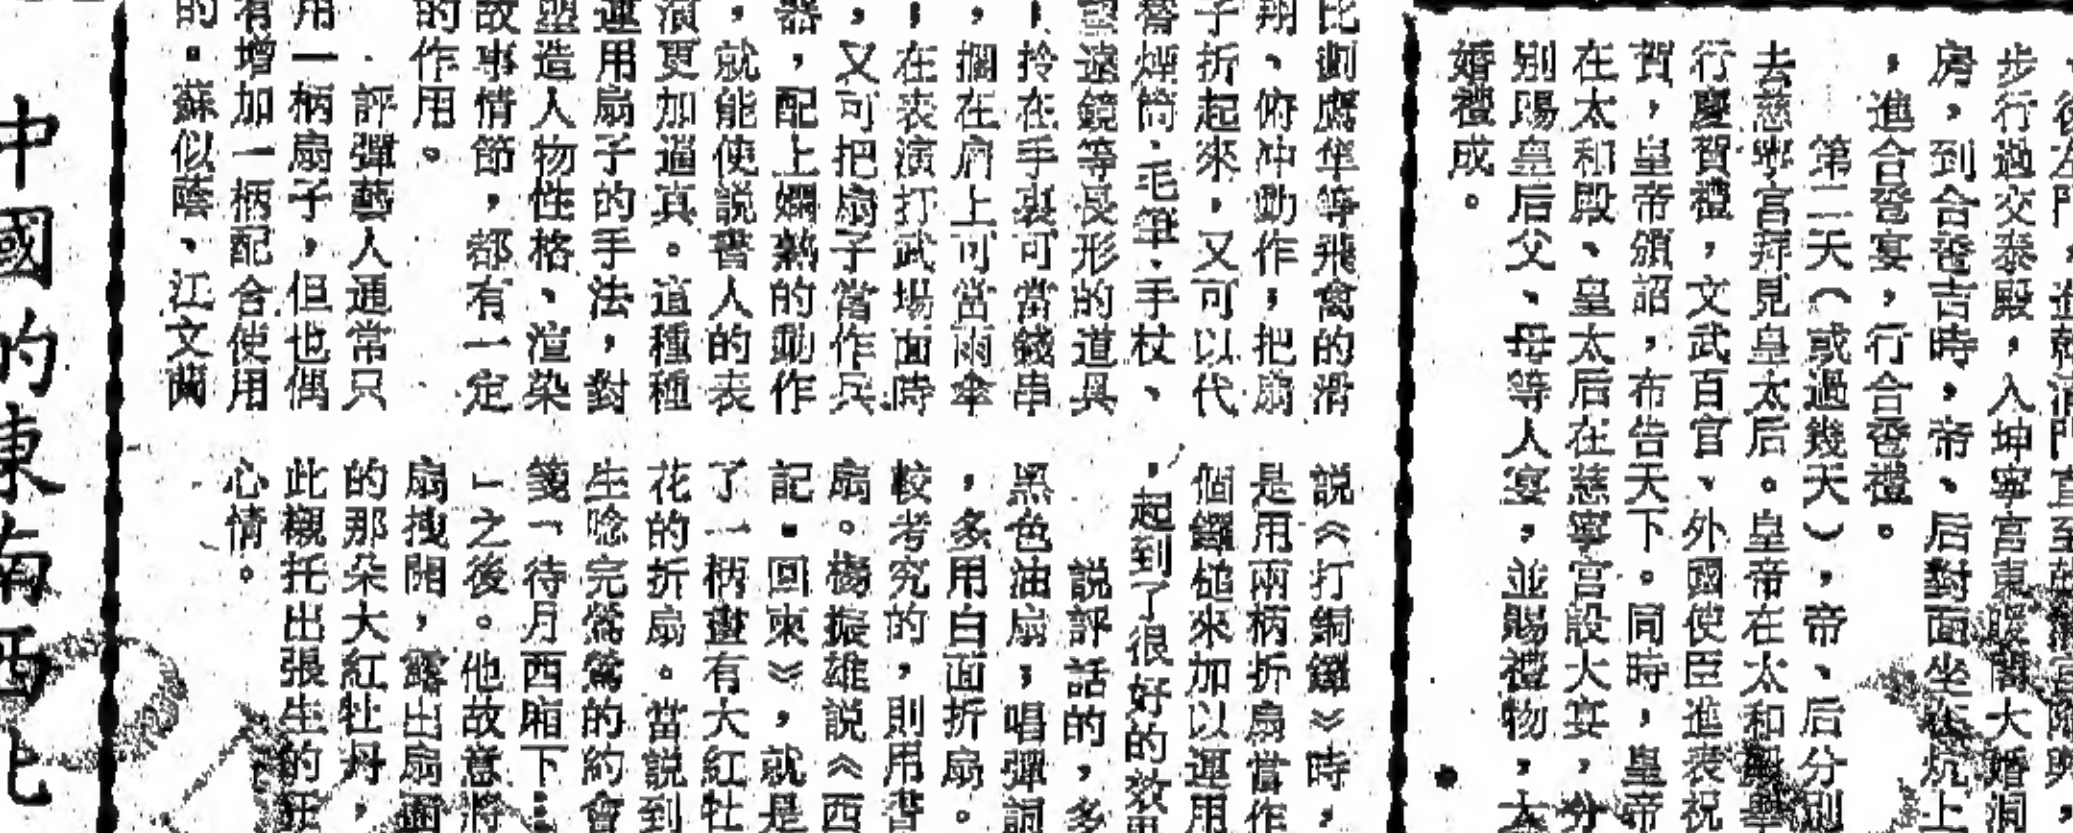 步行過交泰殿，入坤寧宮東暖閣大婚洞
房，到合巹吉時，帝、后對面坐
，進合巹宴，行合巹禮。
第二天（或過幾天），帝、后分別
去慈寧宮拜見皇太后。皇帝在太和殿舉
行慶賀禮，文武百官、外國使臣進表祝
賀，皇帝頒詔，布告天下。同時，皇帝
在太和殿、皇太后在慈寧宮設大宴，分
別賜皇后父、母等人宴，並賜禮物，大
婚禮成。
比劃鷹隼等飛禽的滑
翔、俯冲動作，把扇
子折起來，又可以代
煙筒、毛筆、手杖、
望遠鏡等長形的道具
，拎在手裏可當錢串
，擱在肩上可當雨傘
，在表演打武場面時
，又可把扇子當作兵
器，配上嫻熟的動作
，就能使說書人的表
演更加逼真。這種種
運用扇子的手法，對
塑造人物性格、渲染
故事情節，都有一定
的作用。
評彈藝人通常只
用一柄扇子，但也偶
有增加一柄配合使用
的。蘇似蔭、江文蘭
說《打銅鑼》時，
是用兩柄折扇當作
個鑼槌來加以運用
，起到了很好的效果
說評話的，多
黑色油扇，唱彈詞
，多用白面折扇。
較考究的，則用書
扇。楊振雄說《西
記·回柬》，就是
了一柄畫有大紅牡
花的折扇。當說到
生唸完鶯鶯的約會
箋「待月西廂下⋯
」之後。他故意將
扇拽開，露出扇面
的那朵大紅牡丹，
此襯托出張生的狂
心情。
中國的東南西北